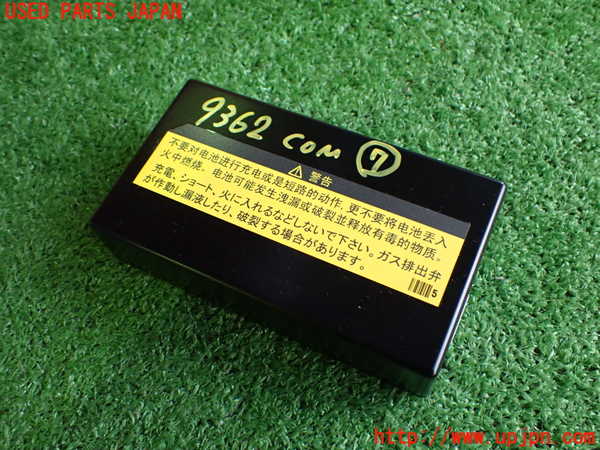 USED PARTS JAPAN
9362 COM ⑦
⚠ 警告
不要对电池进行充电或是短路的动作, 更不要将电池丢入
火中燃烧。电池可能发生洩漏或破裂並释放有毒的物质。
充電、ショート、火に入れるなどしないで下さい。ガス排出弁
が作動し漏液したり、破裂する場合があります。
5
http://www.upjpn.com/